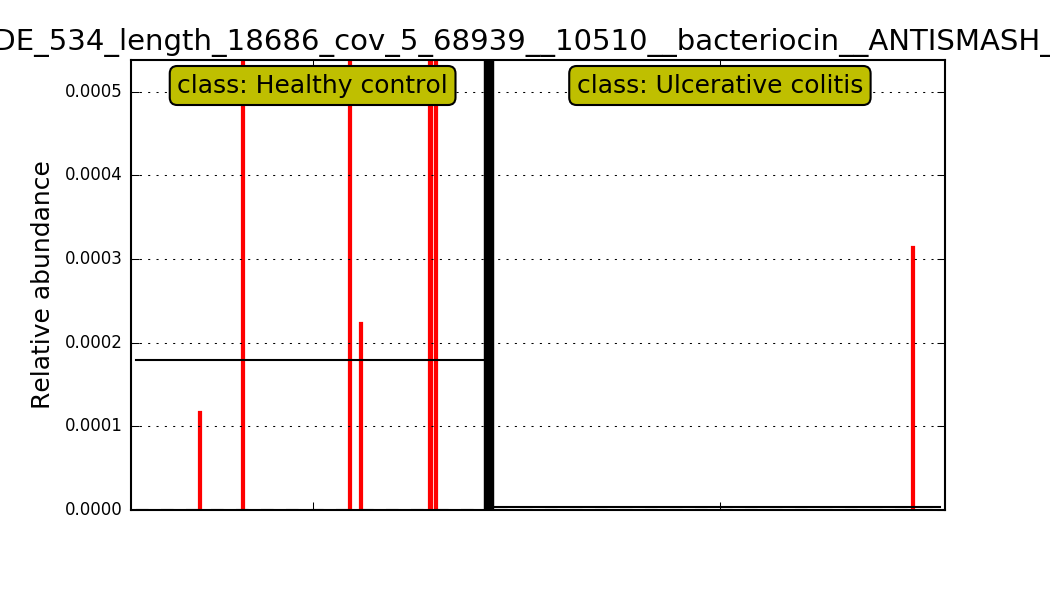 DE_534_length_18686_cov_5_68939__10510__bacteriocin__ANTISMASH_
class: Healthy control
class: Ulcerative colitis
Relative abundance
0.0005
0.0004
0.0003
0.0002
0.0001
0.0000